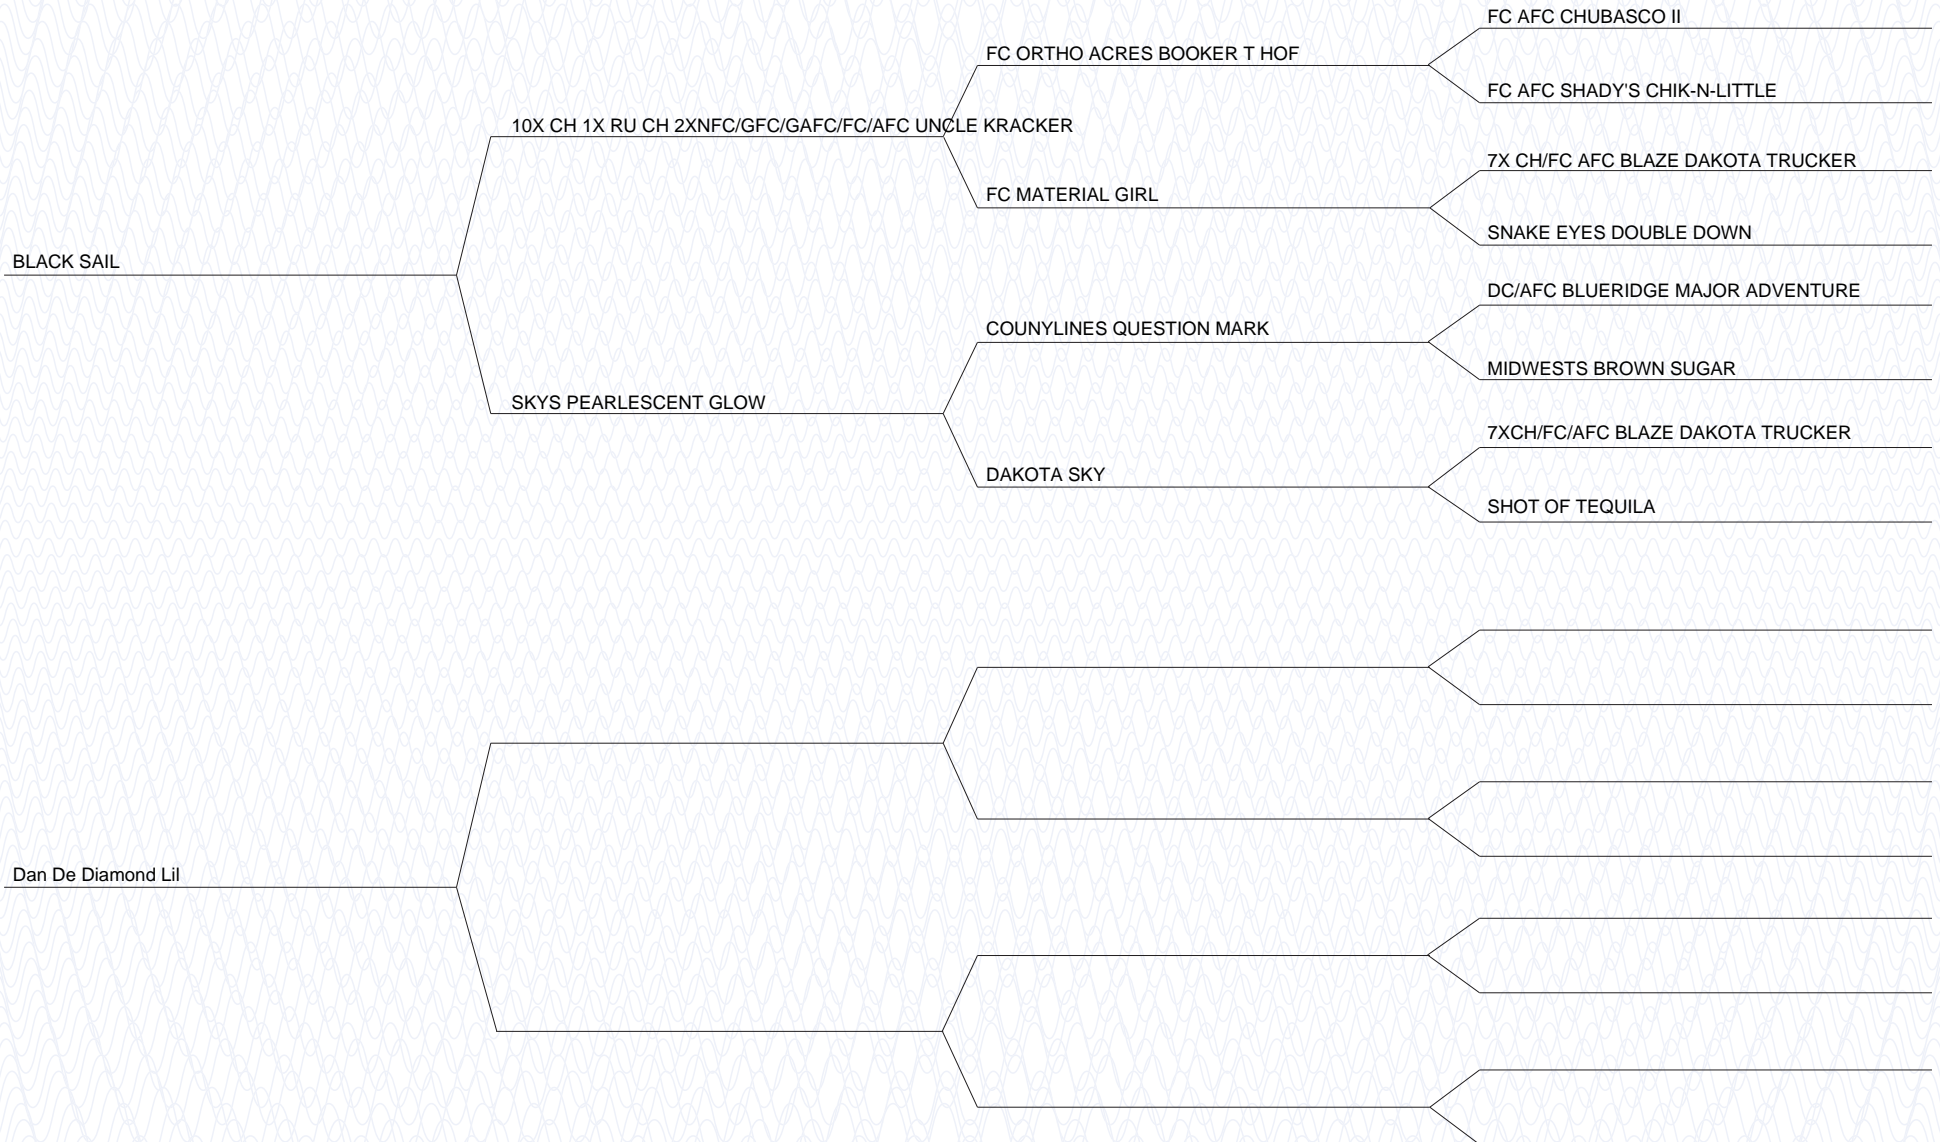 FC AFC CHUBASCO II
FC ORTHO ACRES BOOKER T HOF
FC AFC SHADY'S CHIK-N-LITTLE
10X CH 1X RU CH 2XNFC/GFC/GAFC/FC/AFC UNCLE KRACKER
7X CH/FC AFC BLAZE DAKOTA TRUCKER
FC MATERIAL GIRL
SNAKE EYES DOUBLE DOWN
BLACK SAIL
DC/AFC BLUERIDGE MAJOR ADVENTURE
COUNYLINES QUESTION MARK
MIDWESTS BROWN SUGAR
SKYS PEARLESCENT GLOW
7XCH/FC/AFC BLAZE DAKOTA TRUCKER
DAKOTA SKY
SHOT OF TEQUILA
Dan De Diamond Lil